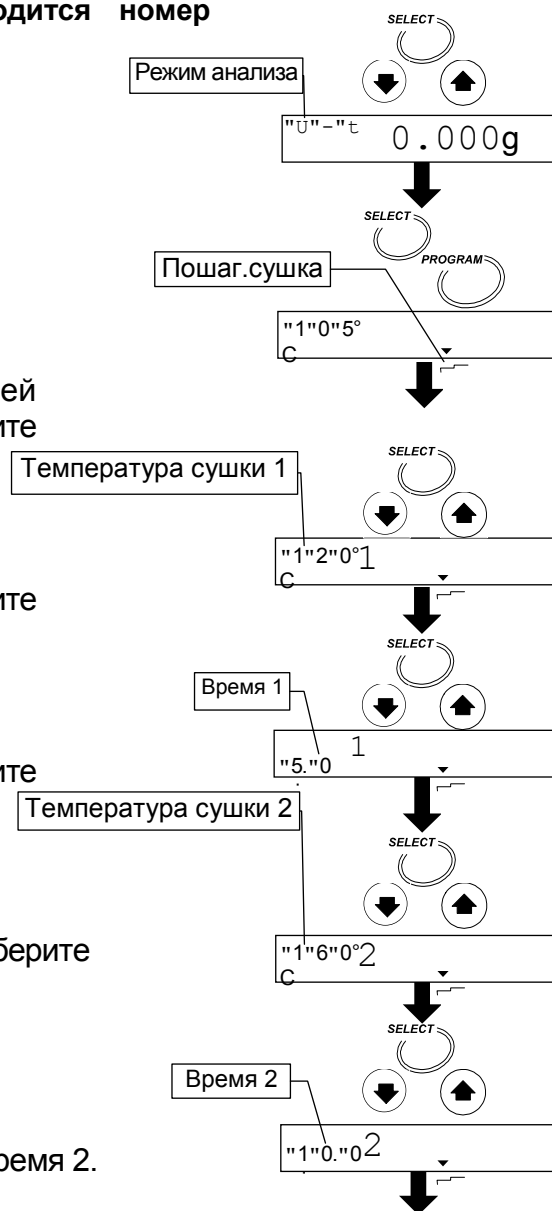 одится номер
SELECT
Режим анализа
"U"-"t 0.000g
SELECT
PROGRAM
Пошаг.сушка
"1"0"5°
C
ей
ите
SELECT
Температура сушки 1
"1"2"0°1
C
ите
SELECT
Время 1
1
"5."0
ите
Температура сушки 2
SELECT
берите
"1"6"0°2
C
SELECT
Время 2
"1"0."0 2
ремя 2.